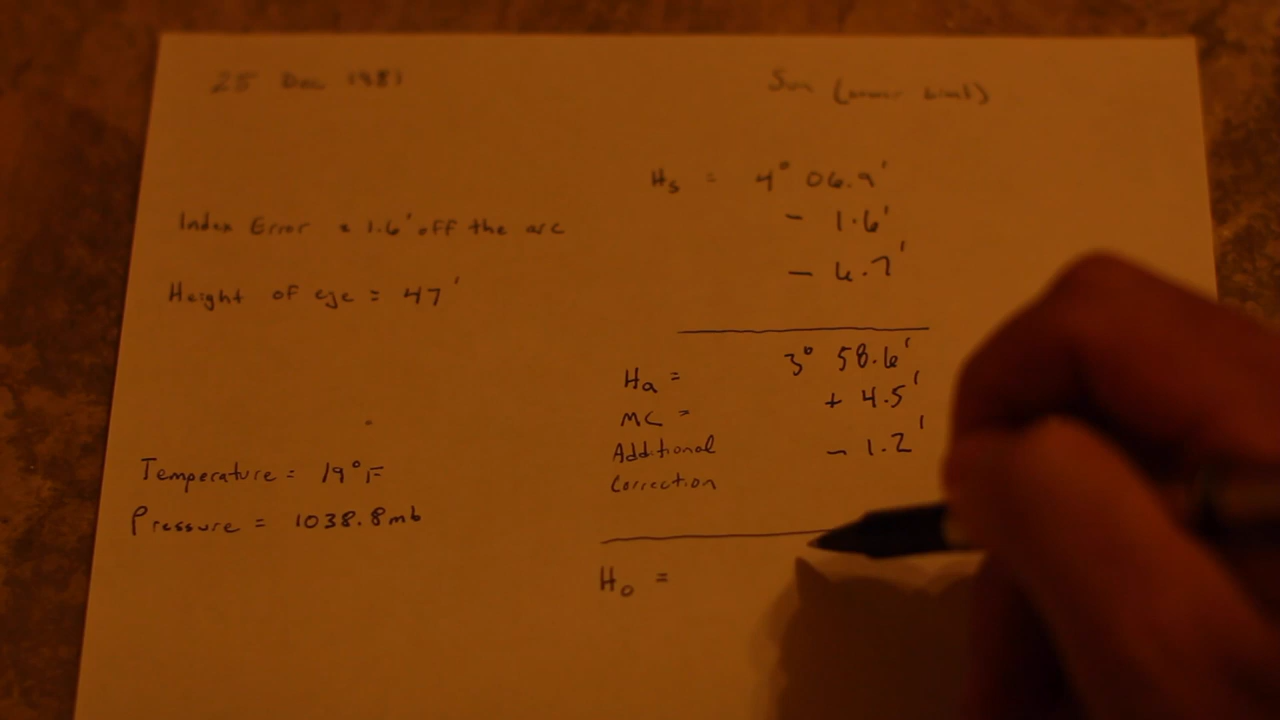 25 Dec 1981
Sun (lower limb)
Index Error = 1.6' off the arc
Height of eye = 47'
Temperature = 19°F
Pressure = 1038.8mb
Hs = 4° 06.9'
- 1.6'
- 6.7'
Ha = 3° 58.6'
MC = + 4.5'
Additional - 1.2'
Correction
Ho =